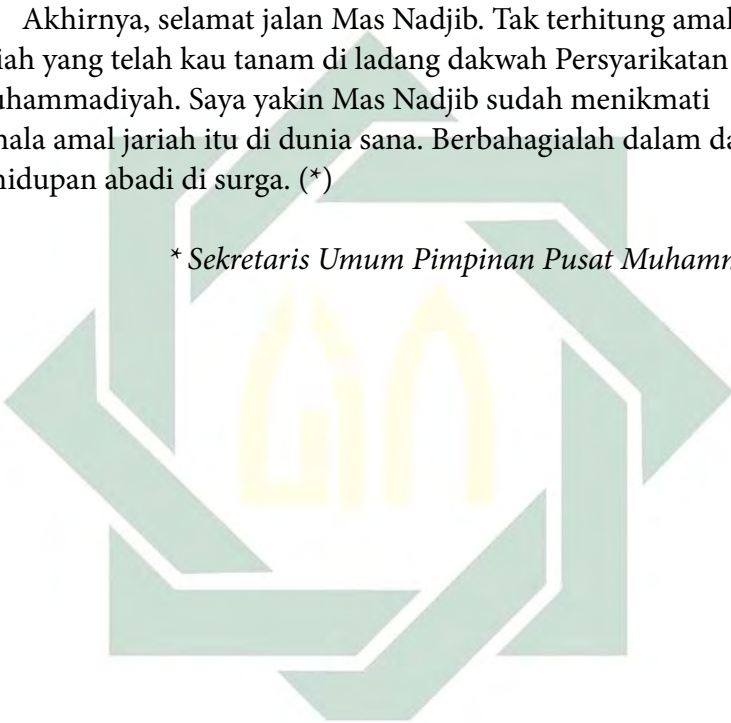 Akhirnya, selamat jalan Mas Nadjib. Tak terhitung amal
iah yang telah kau tanam di ladang dakwah Persyarikatan
uhammadiyah. Saya yakin Mas Nadjib sudah menikmati
hala amal jariah itu di dunia sana. Berbahagialah dalam da
hidupan abadi di surga. (*)
* Sekretaris Umum Pimpinan Pusat Muham